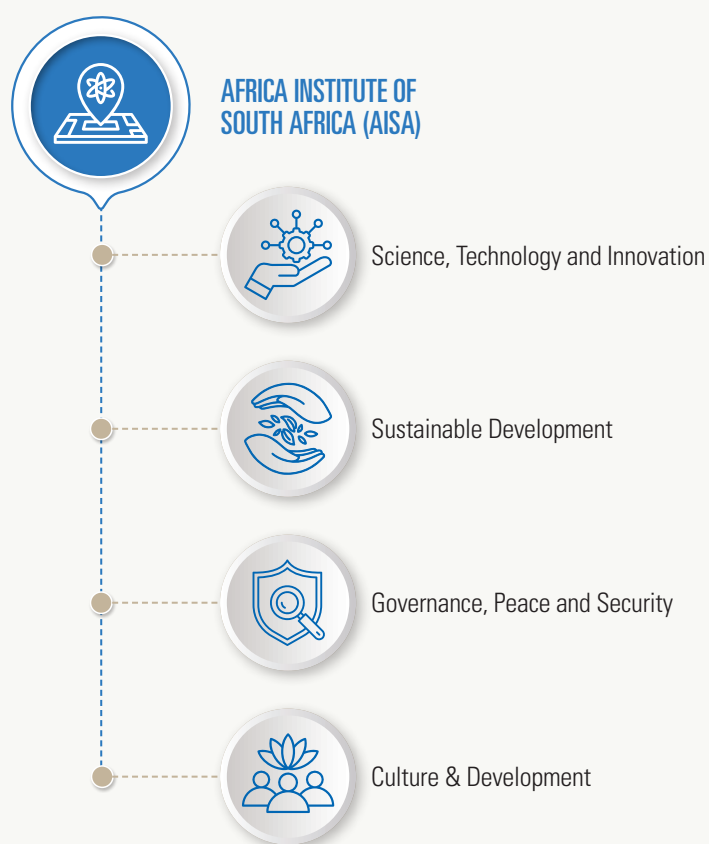 AFRICA INSTITUTE OF
SOUTH AFRICA (AISA)
Science, Technology and Innovation
Sustainable Development
Governance, Peace and Security
Culture & Development